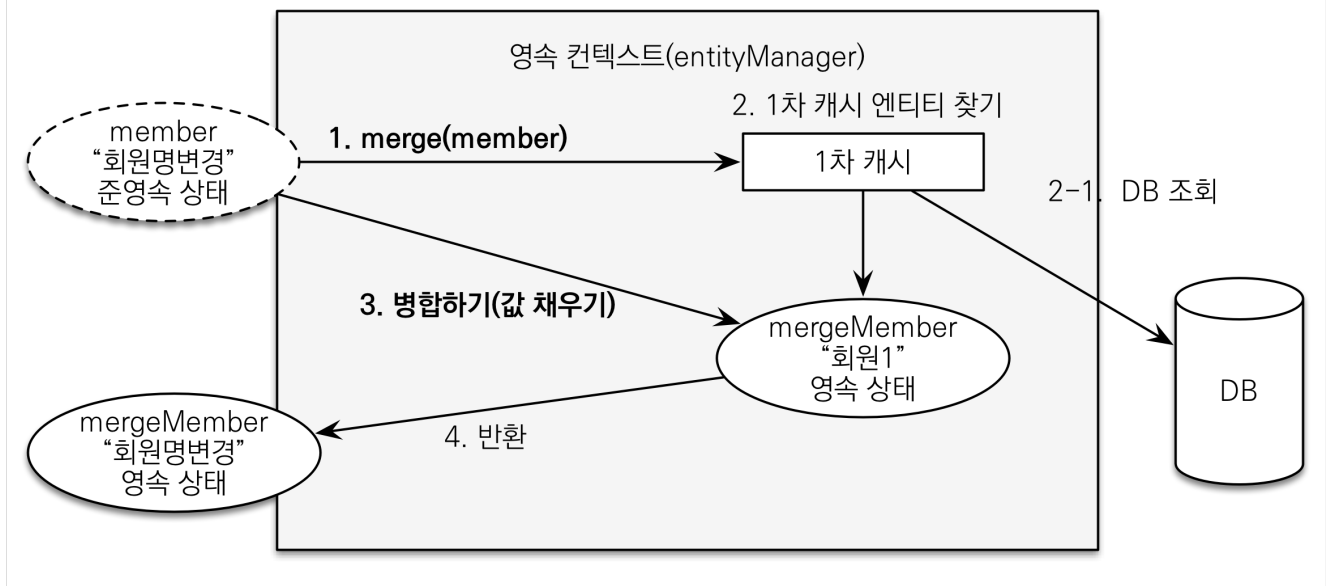 영속 컨텍스트(entityManager)
2. 1차 캐시 엔티티 찾기
member
“회원명변경”
준영속 상태
1. merge(member)
1차 캐시
2-1. DB 조회
3. 병합하기(값 채우기)
mergeMember
“회원1”
영속 상태
DB
mergeMember
“회원명변경”
영속 상태
4. 반환